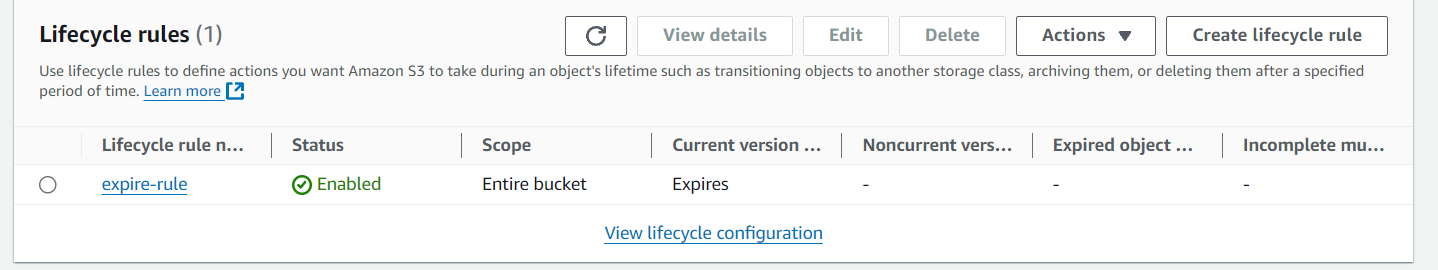 Lifecycle rules (1)
View details
Edit
Delete
Actions
Create lifecycle rule
Use lifecycle rules to define actions you want Amazon S3 to take during an object's lifetime such as transitioning objects to another storage class, archiving them, or deleting them after a specified
period of time. Learn more
Lifecycle rule n... Status Scope Current version ... Noncurrent vers... Expired object ... Incomplete mu...
expire-rule Enabled Entire bucket Expires - - -
View lifecycle configuration